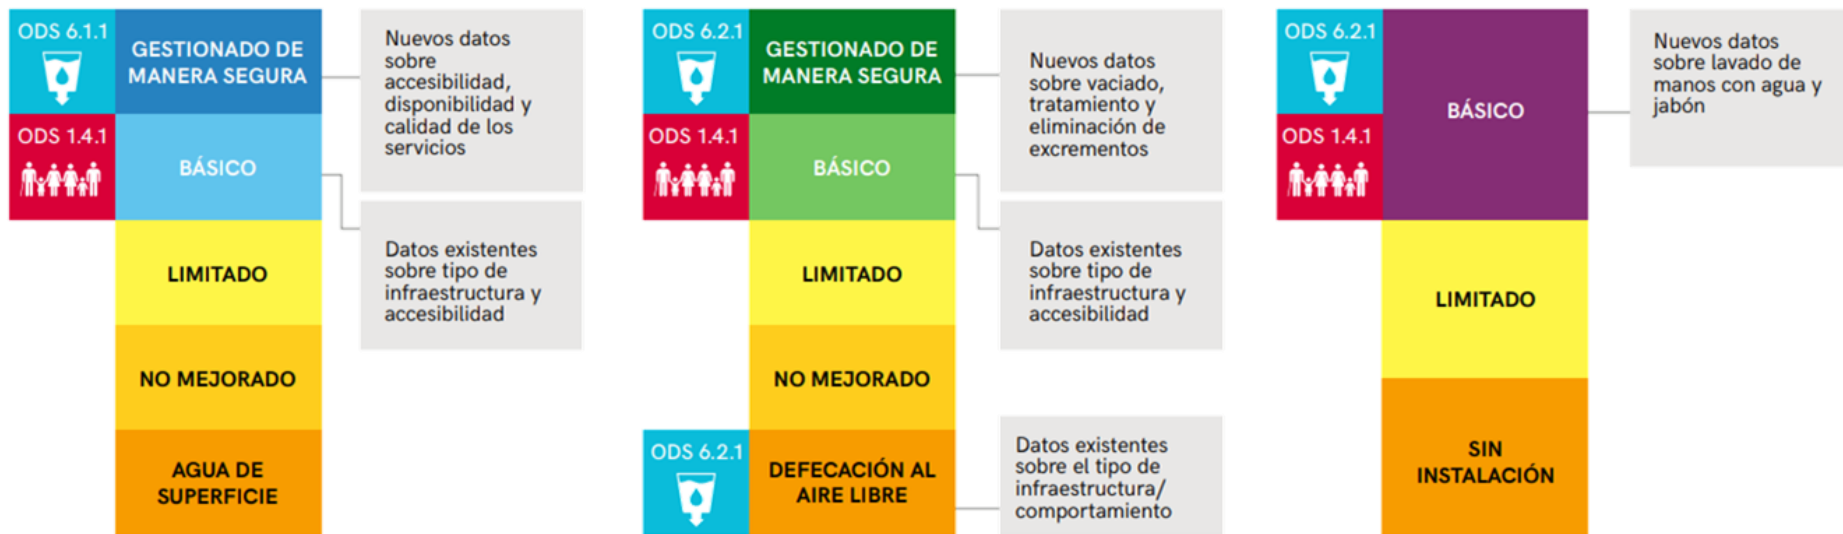 ODS 6.1.1
GESTIONADO DE
MANERA SEGURA
Nuevos datos
sobre
accesibilidad,
disponibilidad y
calidad de los
servicios
ODS 1.4.1
BÁSICO
Datos existentes
sobre tipo de
infraestructura y
accesibilidad
LIMITADO
NO MEJORADO
AGUA DE
SUPERFICIE
ODS 6.2.1
GESTIONADO DE
MANERA SEGURA
Nuevos datos
sobre vaciado,
tratamiento y
eliminación de
excrementos
ODS 1.4.1
BÁSICO
Datos existentes
sobre tipo de
infraestructura y
accesibilidad
LIMITADO
NO MEJORADO
ODS 6.2.1
DEFECACIÓN AL
AIRE LIBRE
Datos existentes
sobre el tipo de
infraestructura/
comportamiento
ODS 6.2.1
ODS 1.4.1
BÁSICO
Nuevos datos
sobre lavado de
manos con agua y
jabón
LIMITADO
SIN
INSTALACIÓN